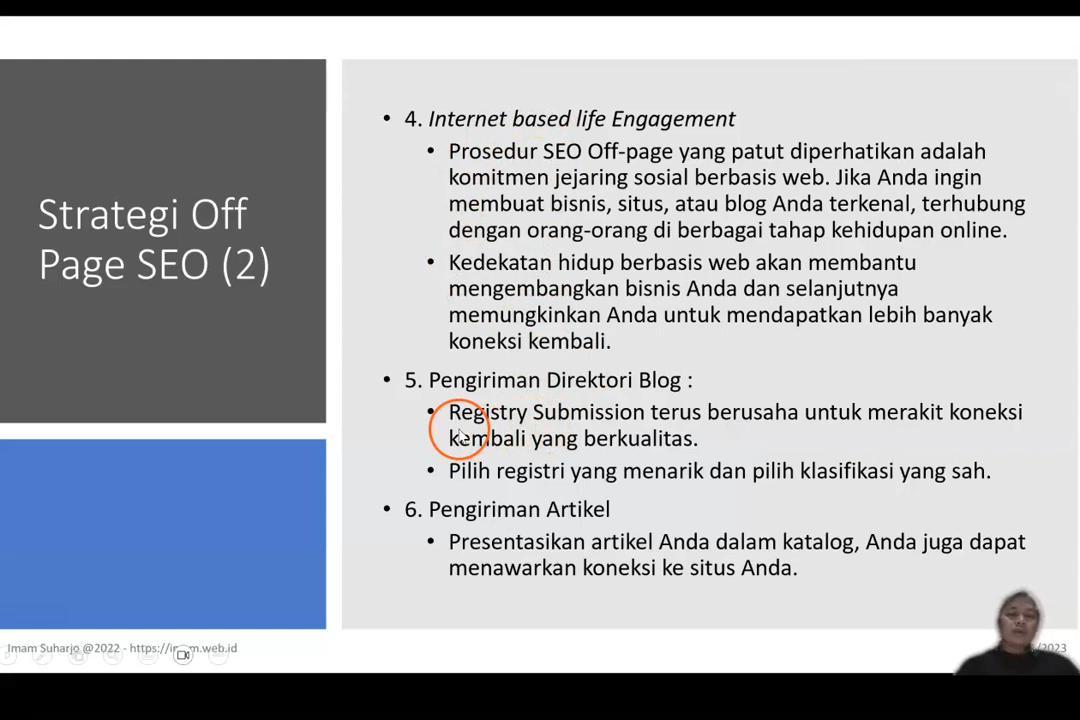 Strategi Off
Page SEO (2)
• 4. Internet based life Engagement
• Prosedur SEO Off-page yang patut diperhatikan adalah
komitmen jejaring sosial berbasis web. Jika Anda ingin
membuat bisnis, situs, atau blog Anda terkenal, terhubung
dengan orang-orang di berbagai tahap kehidupan online.
• Kedekatan hidup berbasis web akan membantu
mengembangkan bisnis Anda dan selanjutnya
memungkinkan Anda untuk mendapatkan lebih banyak
koneksi kembali.
• 5. Pengiriman Direktori Blog :
• Registry Submission terus berusaha untuk merakit koneksi
kembali yang berkualitas.
• Pilih registri yang menarik dan pilih klasifikasi yang sah.
• 6. Pengiriman Artikel
• Presentasikan artikel Anda dalam katalog, Anda juga dapat
menawarkan koneksi ke situs Anda.
Imam Suharjo @2022 -
/2023